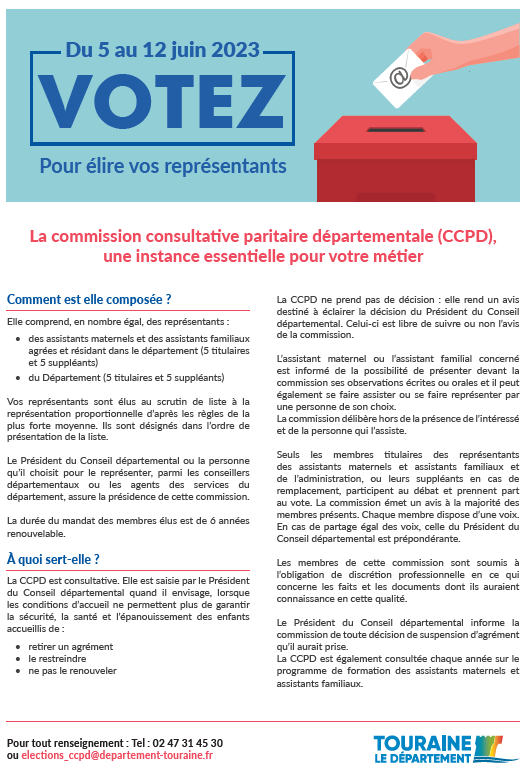 Du 5 au 12 juin 2023
VOTEZ
Pour élire vos représentants
@
La commission consultative paritaire départementale (CCPD),
une instance essentielle pour votre métier
Comment est elle composée ?
Elle comprend, en nombre égal, des représentants :
• des assistants maternels et des assistants familiaux
agréés et résidant dans le département (5 titulaires
et 5 suppléants)
• du Département (5 titulaires et 5 suppléants)
Vos représentants sont élus au scrutin de liste à la
représentation proportionnelle d'après les règles de la
plus forte moyenne. Ils sont désignés dans l'ordre de
présentation de la liste.
Le Président du Conseil départemental ou la personne
qu'il choisit pour le représenter, parmi les conseillers
départementaux ou les agents des services du
département, assure la présidence de cette commission.
La durée du mandat des membres élus est de 6 années
renouvelable.
À quoi sert-elle ?
La CCPD est consultative. Elle est saisie par le Président
du Conseil départemental quand il envisage, lorsque
les conditions d'accueil ne permettent plus de garantir
la sécurité, la santé et l'épanouissement des enfants
accueillis de :
• retirer un agrément
• le restreindre
• ne pas le renouveler
La CCPD ne prend pas de décision : elle rend un avis
destiné à éclairer la décision du Président du Conseil
départemental. Celui-ci est libre de suivre ou non l'avis
de la commission.
L'assistant maternel ou l'assistant familial concerné
est informé de la possibilité de présenter devant la
commission ses observations écrites ou orales et il peut
également se faire assister ou se faire représenter par
une personne de son choix.
La commission délibère hors de la présence de l'intéressé
et de la personne qui l'assiste.
Seuls les membres titulaires des représentants
des assistants maternels et assistants familiaux et
de l'administration, ou leurs suppléants en cas de
remplacement, participent au débat et prennent part
au vote. La commission émet un avis à la majorité des
membres présents. Chaque membre dispose d'une voix.
En cas de partage égal des voix, celle du Président du
Conseil départemental est prépondérante.
Les membres de cette commission sont soumis à
l'obligation de discrétion professionnelle en ce qui
concerne les faits et les documents dont ils auraient
connaissance en cette qualité.
Le Président du Conseil départemental informe la
commission de toute décision de suspension d'agrément
qu'il aurait prise.
La CCPD est également consultée chaque année sur le
programme de formation des assistants maternels et
assistants familiaux.
Pour tout renseignement : Tel : 02 47 31 45 30
ou elections_ccpd@departement-touraine.fr
TOURAINE
LE DÉPARTEMENT